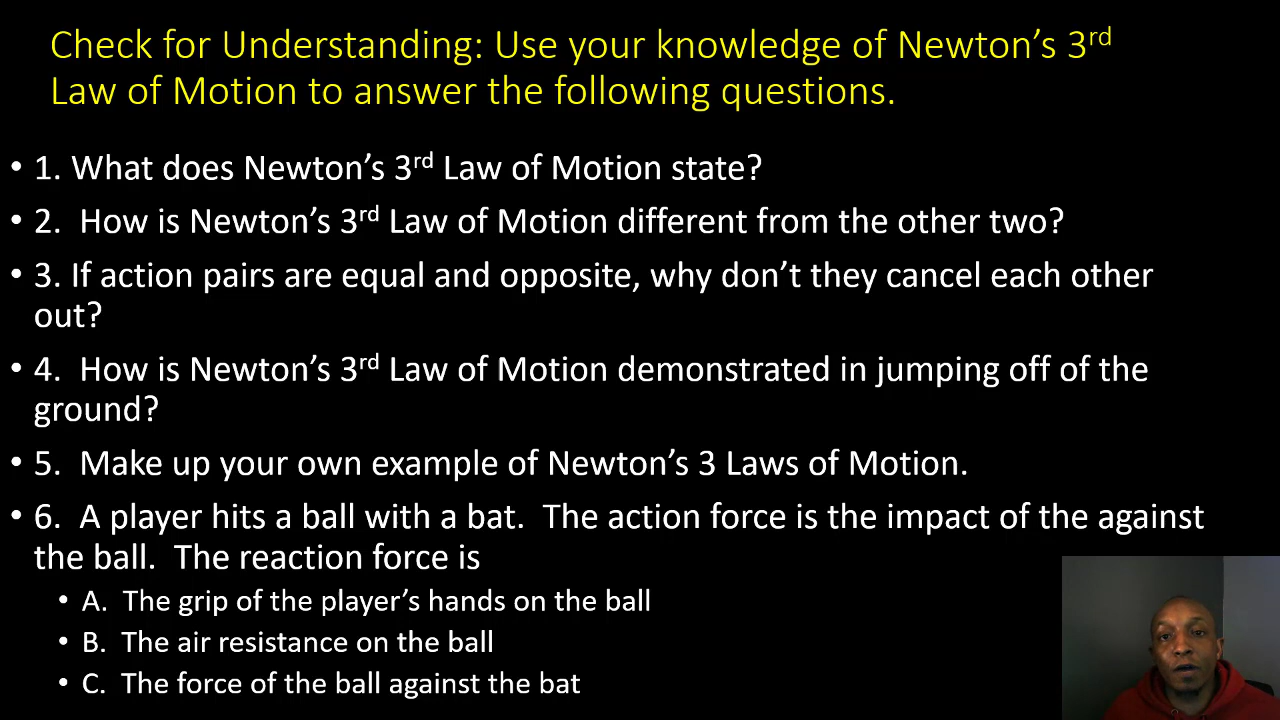 Check for Understanding: Use your knowledge of Newton's 3rd
Law of Motion to answer the following questions.
• 1. What does Newton's 3rd Law of Motion state?
• 2. How is Newton's 3rd Law of Motion different from the other two?
• 3. If action pairs are equal and opposite, why don't they cancel each other
out?
• 4. How is Newton's 3rd Law of Motion demonstrated in jumping off of the
ground?
• 5. Make up your own example of Newton's 3 Laws of Motion.
• 6. A player hits a ball with a bat. The action force is the impact of the against
the ball. The reaction force is
• A. The grip of the player's hands on the ball
• B. The air resistance on the ball
• C. The force of the ball against the bat